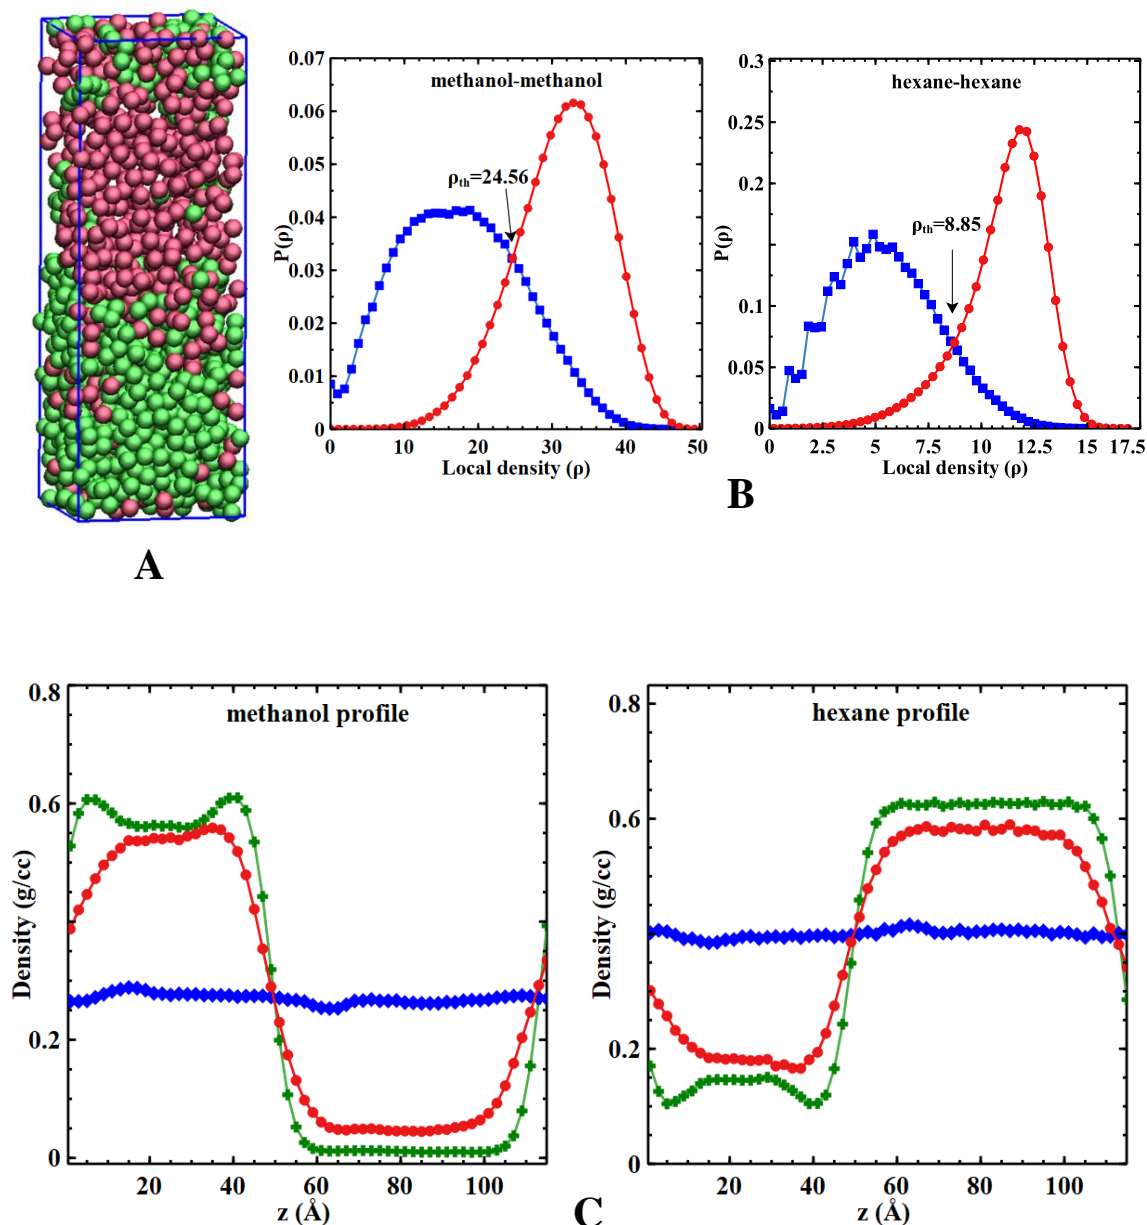 A
methanol-methanol
ρth=24.56
P(ρ)
0.07
0.06
0.05
0.04
0.03
0.02
0.01
0
0 10 20 30 40 50
Local density (ρ)
hexane-hexane
ρth=8.85
P(ρ)
0.3
0.25
0.2
0.15
0.1
0.05
0
0 2.5 5 7.5 10 12.5 15 17.5
Local density (ρ)
B
methanol profile
Density (g/cc)
0.8
0.6
0.2
0
20 40 60 80 100
z (Å)
hexane profile
Density (g/cc)
0.8
0.6
0.2
0
20 40 60 80 100
z (Å)
C